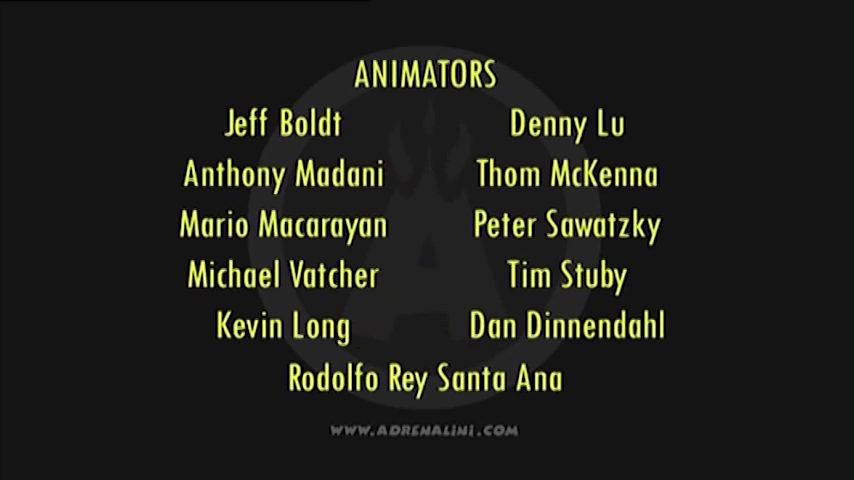 ANIMATORS
Jeff Boldt Denny Lu
Anthony Madani Thom McKenna
Mario Macarayan Peter Sawatzky
Michael Vatcher Tim Stuby
Kevin Long Dan Dinnendahl
Rodolfo Rey Santa Ana
WWW.ADRENALINI.COM